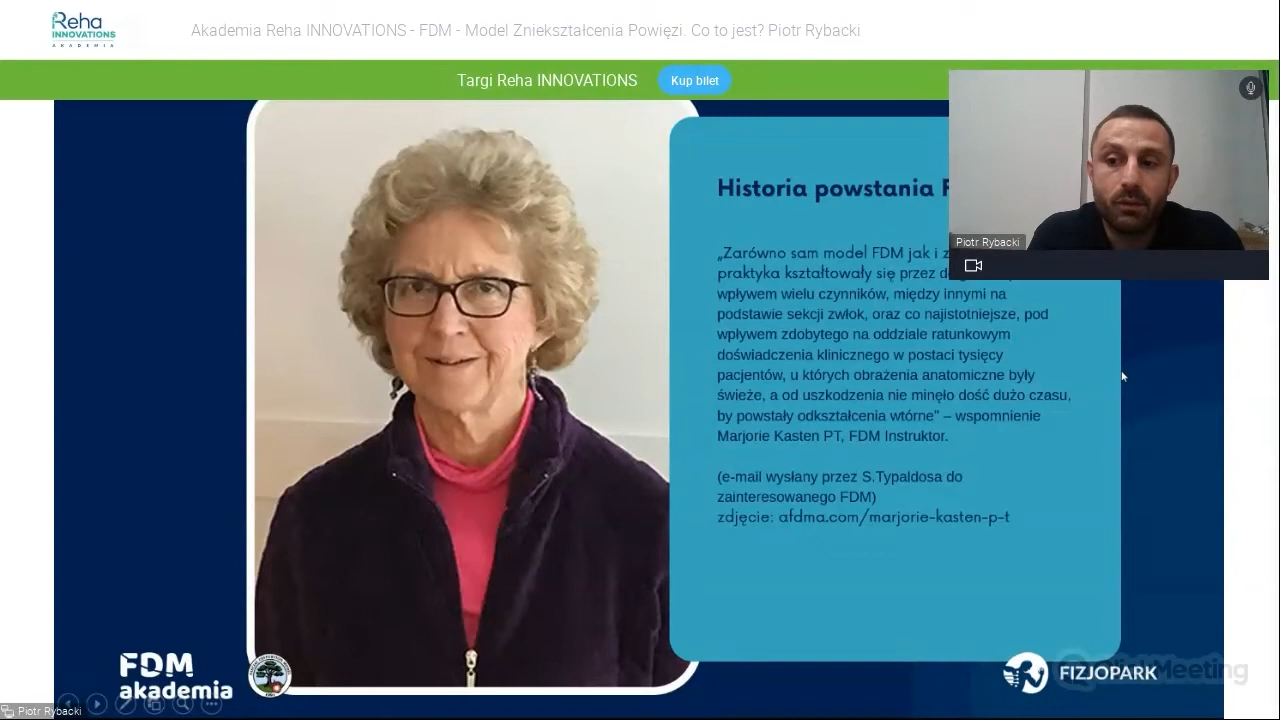 Reha
INNOVATIONS
AKADEMIA
Akademia Reha INNOVATIONS - FDM - Model Zniekształcenia Powięzi. Co to jest? Piotr Rybacki
Targi Reha INNOVATIONS
Kup bilet
Historia powstania
„Zarówno sam model FDM jak i
praktyka kształtowały się przez
wpływem wielu czynników, między innymi na
podstawie sekcji zwłok, oraz co najistotniejsze, pod
wpływem zdobytego na oddziale ratunkowym
doświadczenia klinicznego w postaci tysięcy
pacjentów, u których obrażenia anatomiczne były
świeże, a od uszkodzenia nie minęło dość dużo czasu,
by powstały odkształcenia wtórne" – wspomnienie
Marjorie Kasten PT, FDM Instruktor.
(e-mail wysłany przez S.Typaldosa do
zainteresowanego FDM)
zdjęcie: afdma.com/marjorie-kasten-p-t
Piotr Rybacki
FDM
akademia
FIZJOPARK
Meeting
Piotr Rybacki